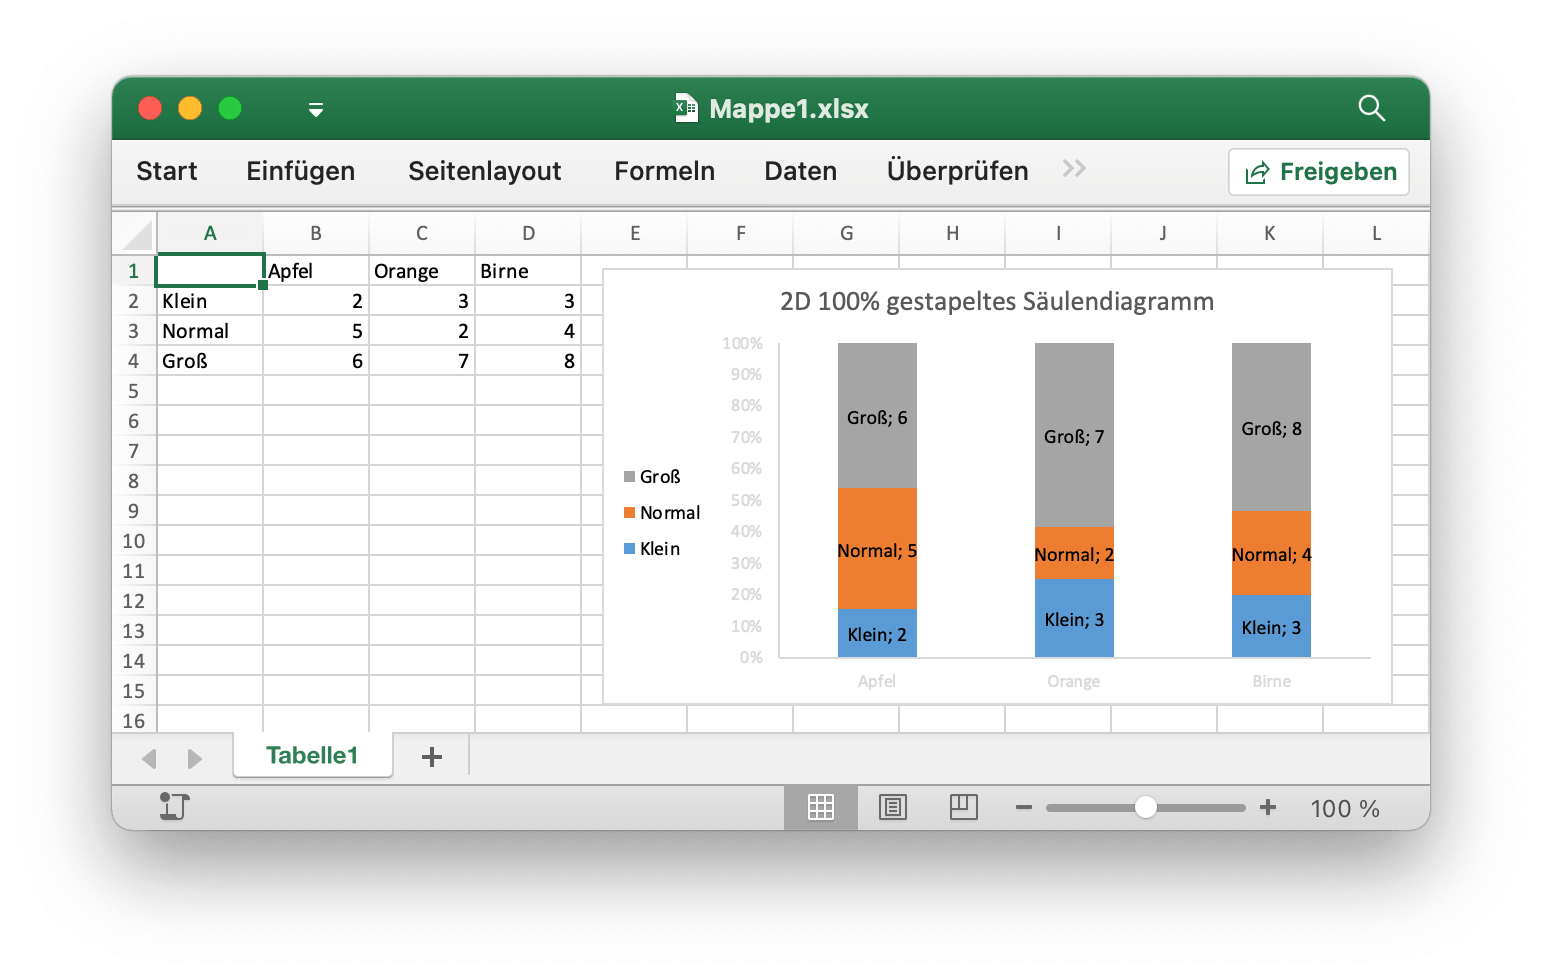 Mappe1.xlsx
Start Einfügen Seitenlayout Formeln Daten Überprüfen Freigeben
A B C D E F G H I J K L
1 Apfel Orange Birne
2 Klein 2 3 3
3 Normal 5 2 4
4 Groß 6 7 8
5
6
7
8
9
10
11
12
13
14
15
16
2D 100% gestapeltes Säulendiagramm
Groß
Normal
Klein
100%
90%
80%
70%
60%
50%
40%
30%
20%
10%
0%
Groß; 6
Groß; 7
Groß; 8
Normal; 5
Normal; 2
Normal; 4
Klein; 2
Klein; 3
Klein; 3
Apfel Orange Birne
Tabelle1
100 %